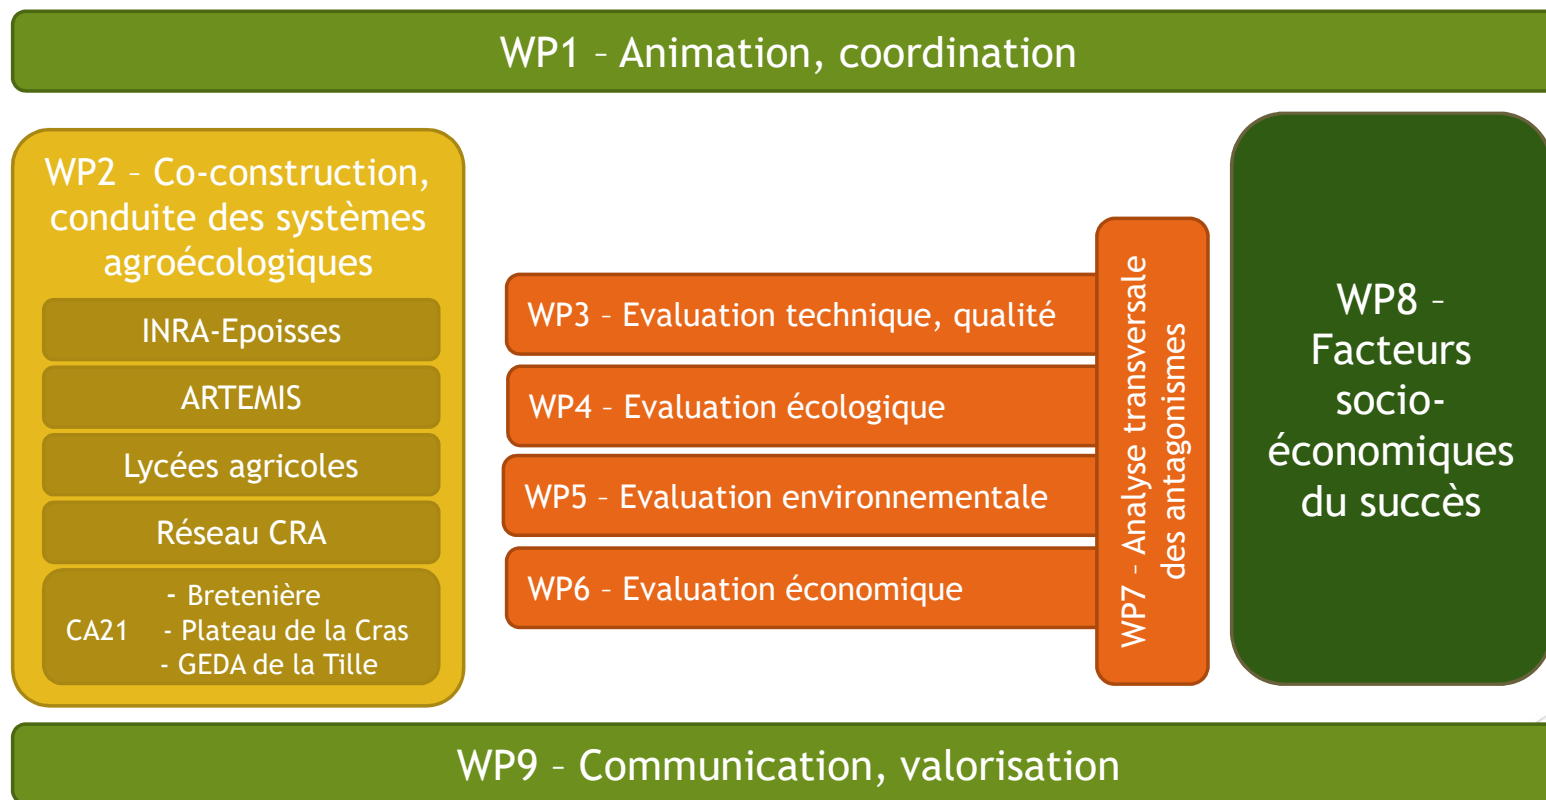 WP1 – Animation, coordination
WP2 – Co-construction,
conduite des systèmes
agroécologiques
INRA-Epoisses
ARTEMIS
Lycées agricoles
Réseau CRA
CA21
- Bretenière
- Plateau de la Cras
- GEDA de la Tille
WP3 – Evaluation technique, qualité
WP4 – Evaluation écologique
WP5 – Evaluation environnementale
WP6 – Evaluation économique
WP7 – Analyse transversale
des antagonismes
WP8 –
Facteurs
socio-
économiques
du succès
WP9 – Communication, valorisation